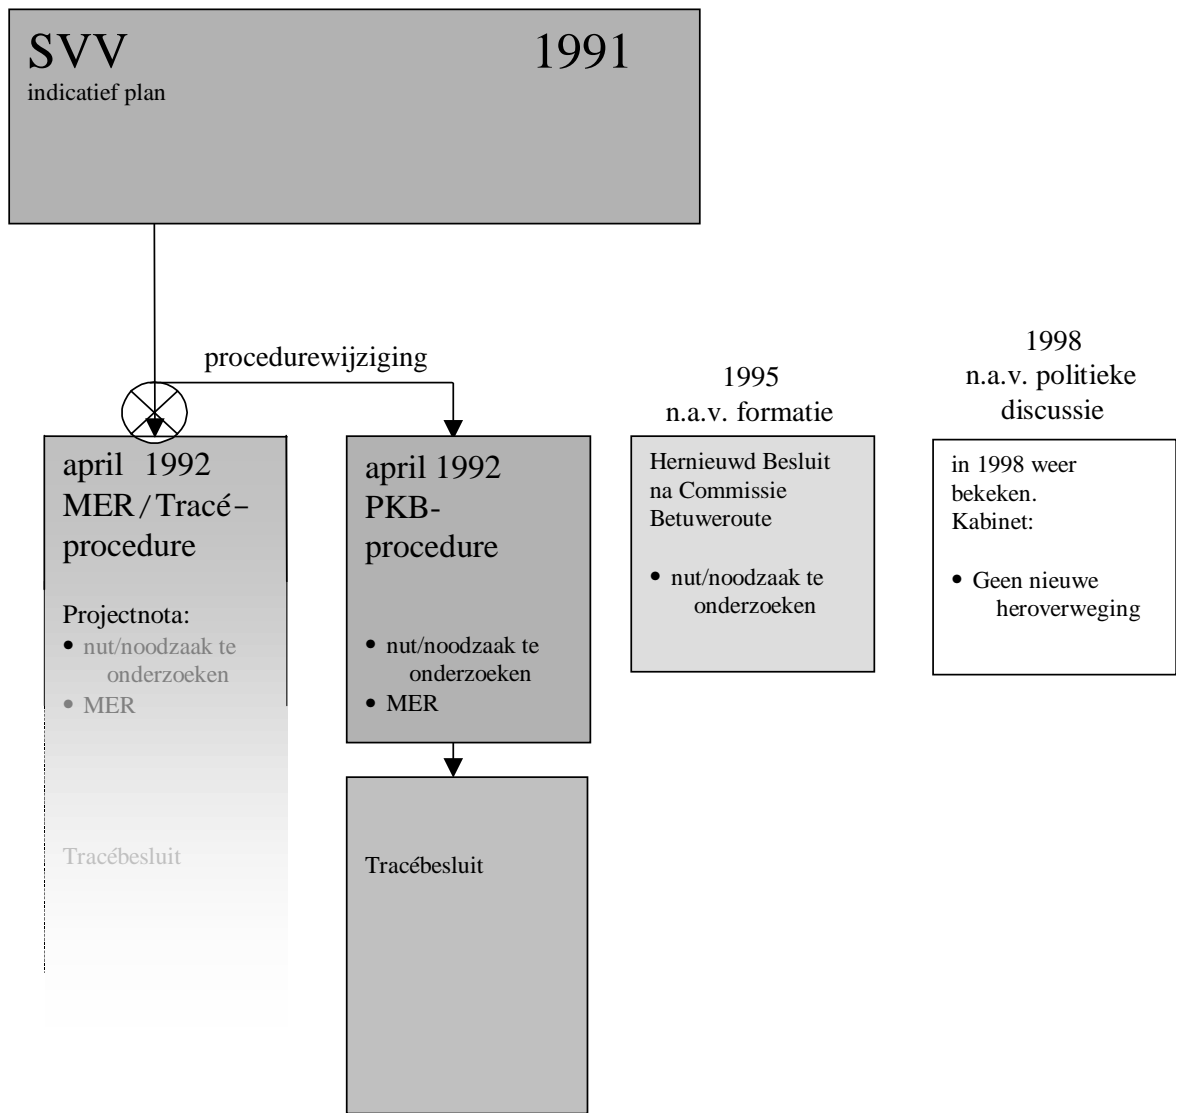 SVV 1991
indicatief plan
procedurewijziging
april 1992
MER/Tracé-
procedure
Projectnota:
• nut/noodzaak te
onderzoeken
• MER
Tracébesluit
april 1992
PKB-
procedure
• nut/noodzaak te
onderzoeken
• MER
Tracébesluit
1995
n.a.v. formatie
Hernieuwd Besluit
na Commissie
Betuweroute
• nut/noodzaak te
onderzoeken
1998
n.a.v. politieke
discussie
in 1998 weer
bekeken.
Kabinet:
• Geen nieuwe
heroverweging